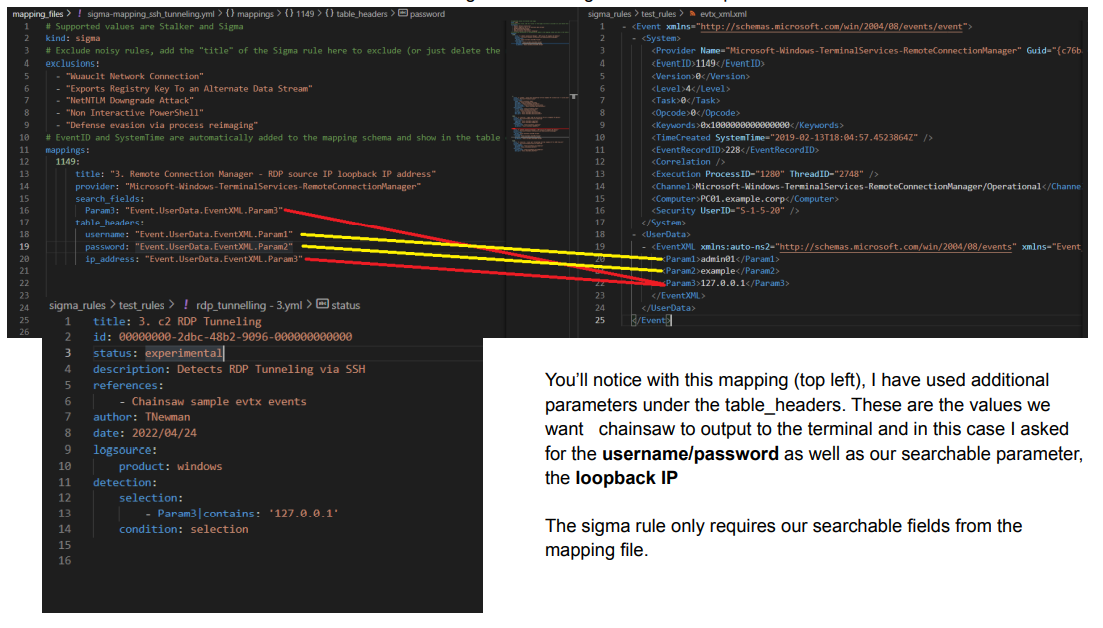 mapping_files > ! sigma-mapping_ssh_tunneling.yml > {} mappings > {} 1149 > {} table_headers > password
1 # Supported values are Stalker and Sigma
2 kind: sigma
3 # Exclude noisy rules, add the "title" of the Sigma rule here to exclude (or just delete the
4 exclusions:
5 - "Wuauclt Network Connection"
6 - "Exports Registry Key To an Alternate Data Stream"
7 - "NetNTLM Downgrade Attack"
8 - "Non Interactive PowerShell"
9 - "Defense evasion via process reimaging"
10 # EventID and SystemTime are automatically added to the mapping schema and show in the table
11 mappings:
12 1149:
13 title: "3. Remote Connection Manager - RDP source IP loopback IP address"
14 provider: "Microsoft-Windows-TerminalServices-RemoteConnectionManager"
15 search_fields:
16 Param3: "Event.UserData.EventXML.Param3"
17 table_headers:
18 username: "Event.UserData.EventXML.Param1"
19 password: "Event.UserData.EventXML.Param2"
20 ip_address: "Event.UserData.EventXML.Param3"
21
22
23
24
25
26
sigma_rules > test_rules > evtx_xml.xml
1 - <Event xmlns="http://schemas.microsoft.com/win/2004/08/events/event">
2 - <System>
3 <Provider Name="Microsoft-Windows-TerminalServices-RemoteConnectionManager" Guid="{c76b
4 <EventID>1149</EventID>
5 <Version>0</Version>
6 <Level>4</Level>
7 <Task>0</Task>
8 <Opcode>0</Opcode>
9 <Keywords>0x1000000000000000</Keywords>
10 <TimeCreated SystemTime="2019-02-13T18:04:57.4523864Z" />
11 <EventRecordID>228</EventRecordID>
12 <Correlation />
13 <Execution ProcessID="1280" ThreadID="2748" />
14 <Channel>Microsoft-Windows-TerminalServices-RemoteConnectionManager/Operational</Channe
15 <Computer>PC01.example.corp</Computer>
16 <Security UserID="S-1-5-20" />
17 </System>
18 - <UserData>
19 - <EventXML xmlns:auto-ns2="http://schemas.microsoft.com/win/2004/08/events" xmlns="Event
20 <Param1>admin01</Param1>
21 <Param2>example</Param2>
22 <Param3>127.0.0.1</Param3>
23 </EventXML>
24 </UserData>
25 </Event>
sigma_rules > test_rules > ! rdp_tunnelling - 3.yml > status
1 title: 3. c2 RDP Tunneling
2 id: 00000000-2dbc-48b2-9096-000000000000
3 status: experimental
4 description: Detects RDP Tunneling via SSH
5 references:
6 - Chainsaw sample evtx events
7 author: TNewman
8 date: 2022/04/24
9 logsource:
10 product: windows
11 detection:
12 selection:
13 - Param3|contains: '127.0.0.1'
14 condition: selection
15
16
You'll notice with this mapping (top left), I have used additional
parameters under the table_headers. These are the values we
want chainsaw to output to the terminal and in this case I asked
for the username/password as well as our searchable parameter,
the loopback IP
The sigma rule only requires our searchable fields from the
mapping file.